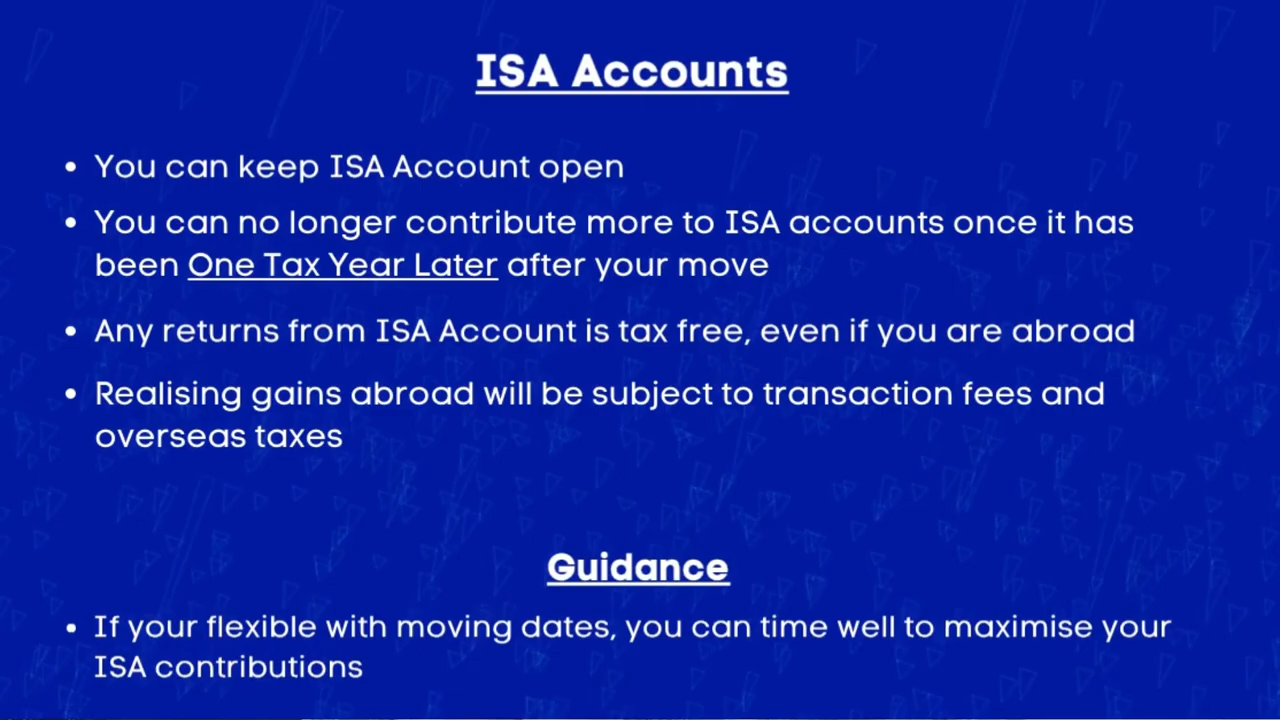 ISA Accounts
• You can keep ISA Account open
• You can no longer contribute more to ISA accounts once it has
been One Tax Year Later after your move
• Any returns from ISA Account is tax free, even if you are abroad
• Realising gains abroad will be subject to transaction fees and
overseas taxes
Guidance
• If your flexible with moving dates, you can time well to maximise your
ISA contributions